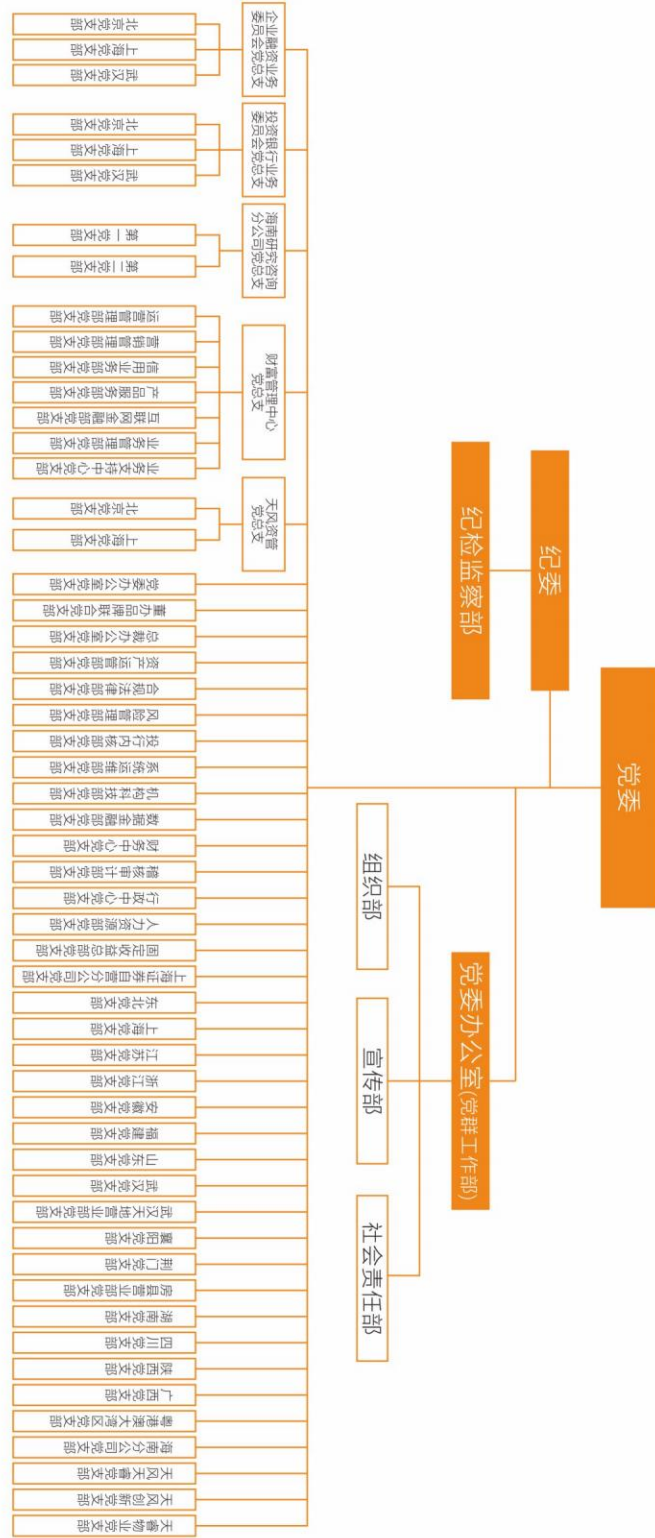 党委
纪委
纪检监察部
党委办公室(党群工作部)
组织部
宣传部
社会责任部
企业融资业务
委员会党总支
北京党支部
上海党支部
武汉党支部
投资银行业务
委员会党总支
北京党支部
上海党支部
武汉党支部
海南研究咨询
分公司党总支
第一党支部
第二党支部
财富管理中心
党总支
运营管理部党支部
营销管理部党支部
信用业务部党支部
产品服务部党支部
互联网金融部党支部
业务管理部党支部
业务支持中心党支部
天风资管
党总支
北京党支部
上海党支部
党委办公室党支部
董办品牌联合党支部
总裁办公室党支部
资产运营部党支部
合规法律部党支部
风险管理部党支部
投行内核部党支部
系统运维部党支部
机构科技部党支部
数据金融部党支部
财务中心党支部
稽核审计部党支部
行政中心党支部
人力资源部党支部
固定收益总部党支部
上海证券自营分公司党支部
东北党支部
上海党支部
江苏党支部
浙江党支部
安徽党支部
福建党支部
山东党支部
武汉党支部
武汉天地营业部党支部
襄阳党支部
荆门党支部
房县营业部党支部
湖南党支部
四川党支部
陕西党支部
广西党支部
粤港澳大湾区党支部
海南分公司党支部
天风天睿党支部
天风创新党支部
天睿物业党支部